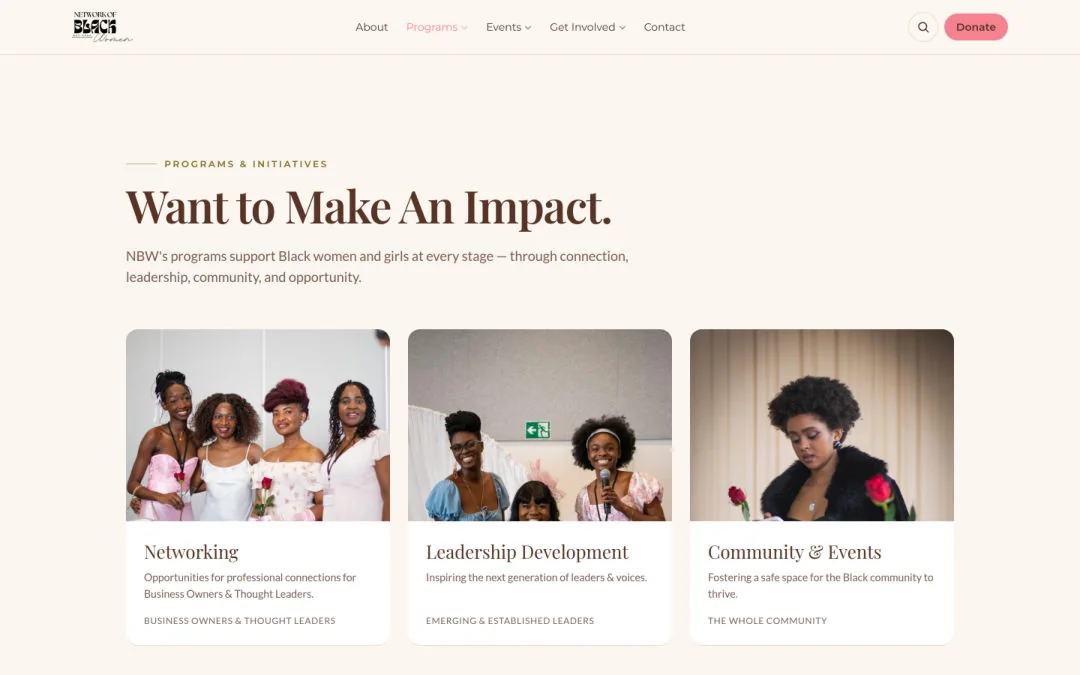 NETWORK OF
BLACK
Women
About
Programs
Events
Get Involved
Contact
Donate
PROGRAMS & INITIATIVES
Want to Make An Impact.
NBW's programs support Black women and girls at every stage — through connection,
leadership, community, and opportunity.
Networking
Opportunities for professional connections for
Business Owners & Thought Leaders.
BUSINESS OWNERS & THOUGHT LEADERS
Leadership Development
Inspiring the next generation of leaders & voices.
EMERGING & ESTABLISHED LEADERS
Community & Events
Fostering a safe space for the Black community to
thrive.
THE WHOLE COMMUNITY